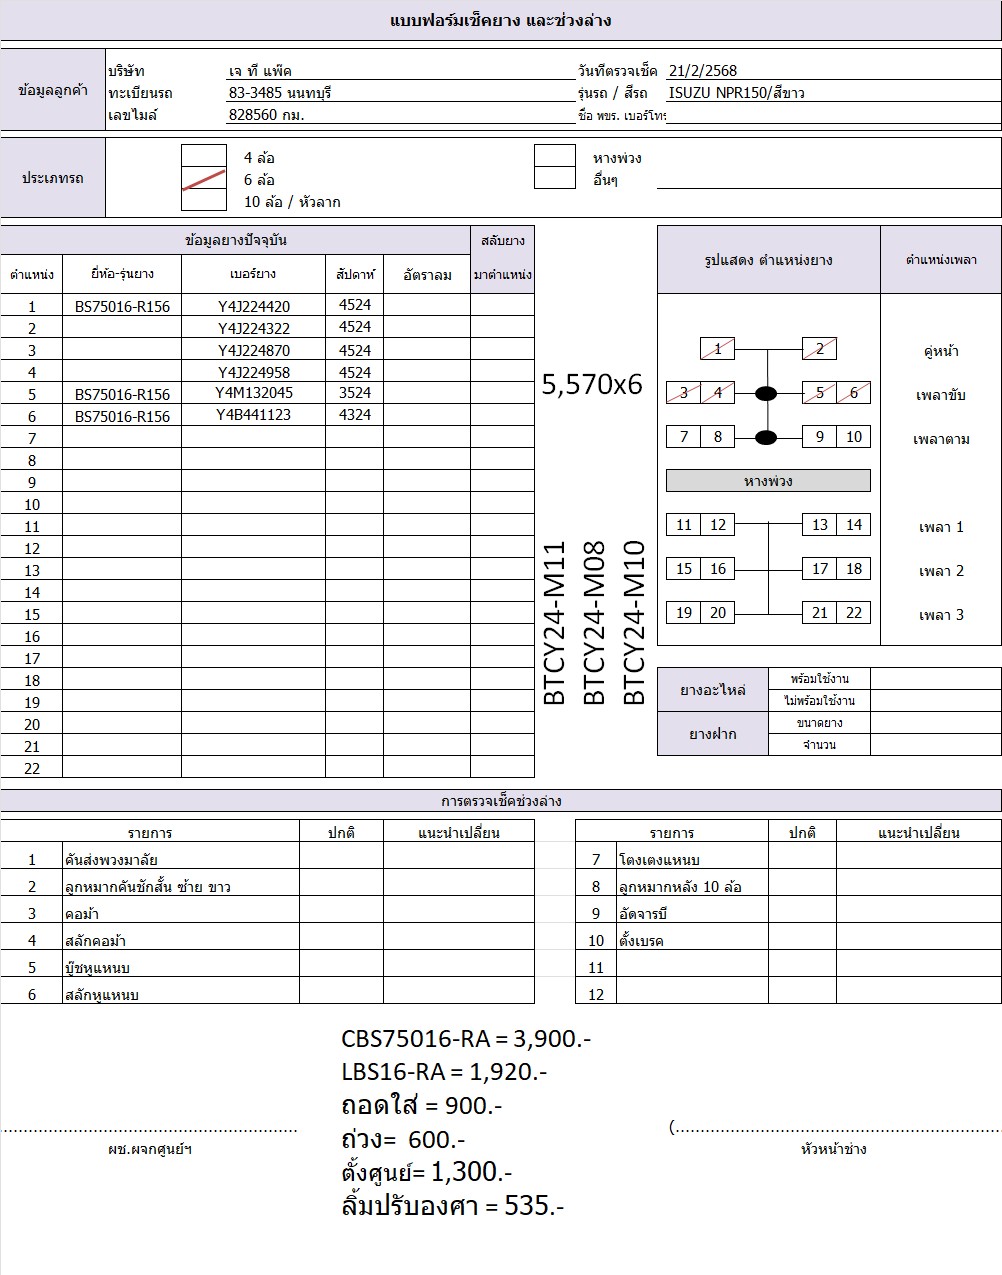 แบบฟอร์มเช็คยาง และช่วงล่าง
ข้อมูลลูกค้า
บริษัท เจ ที แพ๊ค วันที่ตรวจเช็ค 21/2/2568
ทะเบียนรถ 83-3485 นนทบุรี รุ่นรถ / สีรถ ISUZU NPR150/สีขาว
เลขไมล์ 828560 กม. ชื่อ พขร. เบอร์โทร
ประเภทรถ
4 ล้อ หางพ่วง
6 ล้อ อื่นๆ
10 ล้อ / หัวลาก
ข้อมูลยางปัจจุบัน สลับยาง
ตำแหน่ง ยี่ห้อ-รุ่นยาง เบอร์ยาง สัปดาห์ อัตราลม มาตำแหน่ง
1 BS75016-R156 Y4J224420 4524
2 Y4J224322 4524
3 Y4J224870 4524
4 Y4J224958 4524
5 BS75016-R156 Y4M132045 3524
6 BS75016-R156 Y4B441123 4324
7
8
9
10
11
12
13
14
15
16
17
18
19
20
21
22
5,570x6
BTCY24-M11
BTCY24-M08
BTCY24-M10
รูปแสดง ตำแหน่งยาง ตำแหน่งเพลา
1 2 คู่หน้า
3 4 5 6 เพลาขับ
7 8 9 10 เพลาตาม
หางพ่วง
11 12 13 14 เพลา 1
15 16 17 18 เพลา 2
19 20 21 22 เพลา 3
ยางอะไหล่ พร้อมใช้งาน
ไม่พร้อมใช้งาน
ยางฝาก ขนาดยาง
จำนวน
การตรวจเช็คช่วงล่าง
รายการ ปกติ แนะนำเปลี่ยน รายการ ปกติ แนะนำเปลี่ยน
1 คันส่งพวงมาลัย 7 โตงเตงแหนบ
2 ลูกหมากคันชักสั้น ซ้าย ขาว 8 ลูกหมากหลัง 10 ล้อ
3 คอม้า 9 อัดจารบี
4 สลักคอม้า 10 ตั้งเบรค
5 บู๊ชหูแหนบ 11
6 สลักหูแหนบ 12
CBS75016-RA = 3,900.-
LBS16-RA = 1,920.-
ถอดใส่ = 900.-
ถ่วง= 600.-
ตั้งศูนย์= 1,300.-
ลิ้มปรับองศา = 535.-
(
ผช.ผจกศูนย์ฯ หัวหน้าช่าง